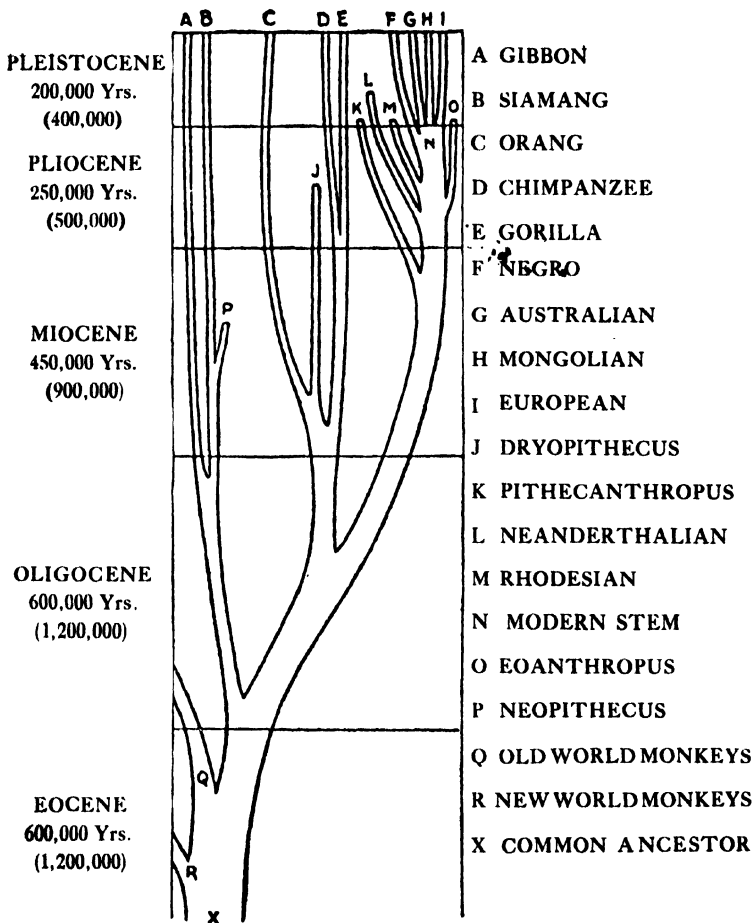 A B C D E F G H I
PLEISTOCENE
200,000 Yrs.
(400,000)
PLIOCENE
250,000 Yrs.
(500,000)
MIOCENE
450,000 Yrs.
(900,000)
OLIGOCENE
600,000 Yrs.
(1,200,000)
EOCENE
600,000 Yrs.
(1,200,000)
L
K M O
N
J
P
Q
R
X
A GIBBON
B SIAMANG
C ORANG
D CHIMPANZEE
E GORILLA
F NEGRO
G AUSTRALIAN
H MONGOLIAN
I EUROPEAN
J DRYOPITHECUS
K PITHECANTHROPUS
L NEANDERTHALIAN
M RHODESIAN
N MODERN STEM
O EOANTHROPUS
P NEOPITHECUS
Q OLD WORLD MONKEYS
R NEW WORLD MONKEYS
X COMMON ANCESTOR